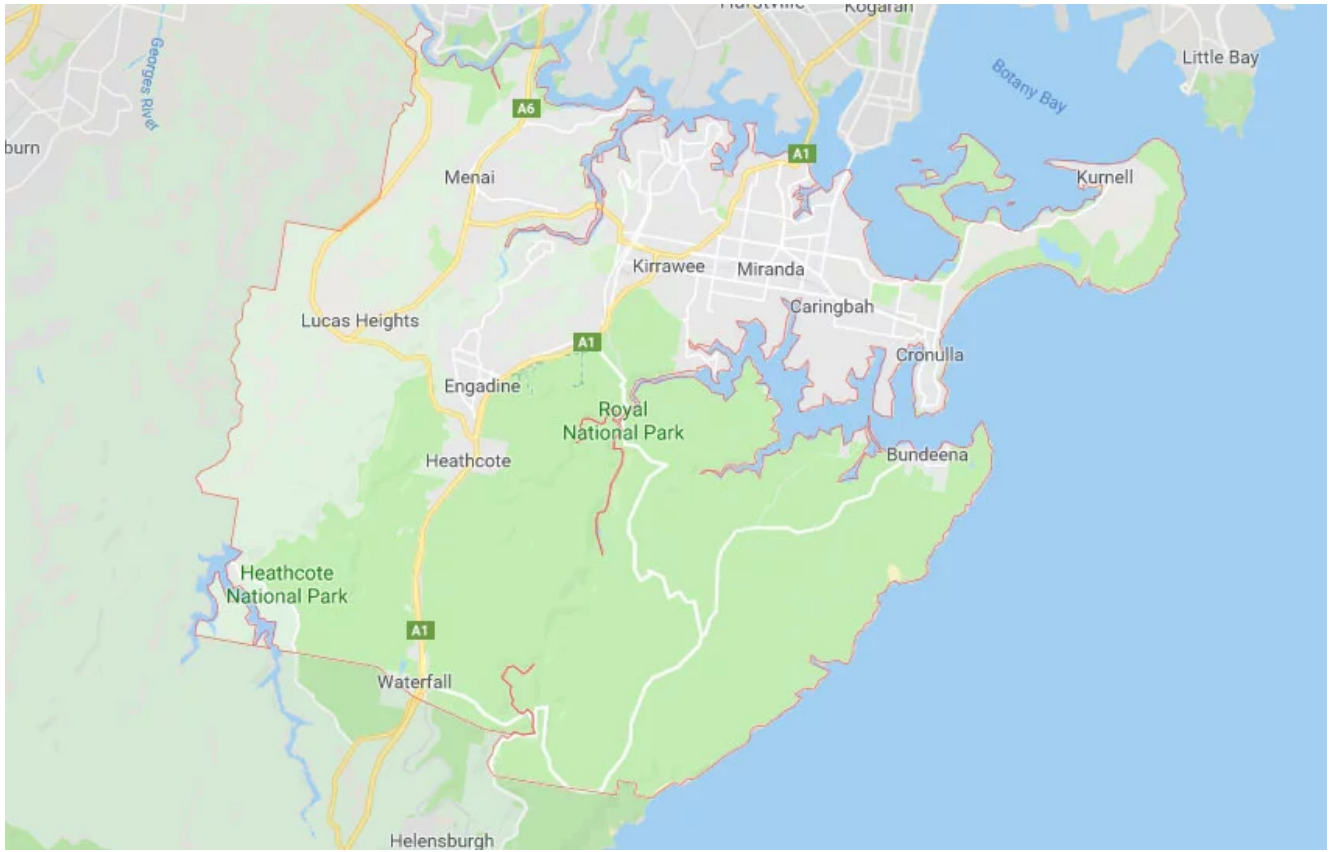 Kogarah
Little Bay
Georges River
Botany Bay
A6
burn
A1
Menai
Kurnell
Kirrawee
Miranda
Caringbah
Lucas Heights
A1
Cronulla
Engadine
Royal
National Park
Bundeena
Heathcote
Heathcote
National Park
A1
Waterfall
Helensburgh